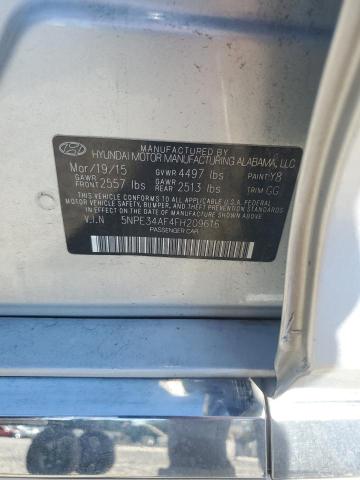 MANUFACTURED BY
HYUNDAI MOTOR MANUFACTURING ALABAMA, LLC
Mar/19/15 GVWR 4497 lbs PAINT Y8
GAWR FRONT 2557 lbs GAWR REAR 2513 lbs TRIM GG
THIS VEHICLE CONFORMS TO ALL APPLICABLE U.S.A FEDERAL
MOTOR VEHICLE SAFETY, BUMPER, AND THEFT PREVENTION STANDARDS
IN EFFECT ON THE DATE OF MANUFACTURE SHOWN ABOVE.
V.I.N 5NPE34AF4FH209616
PASSENGER CAR